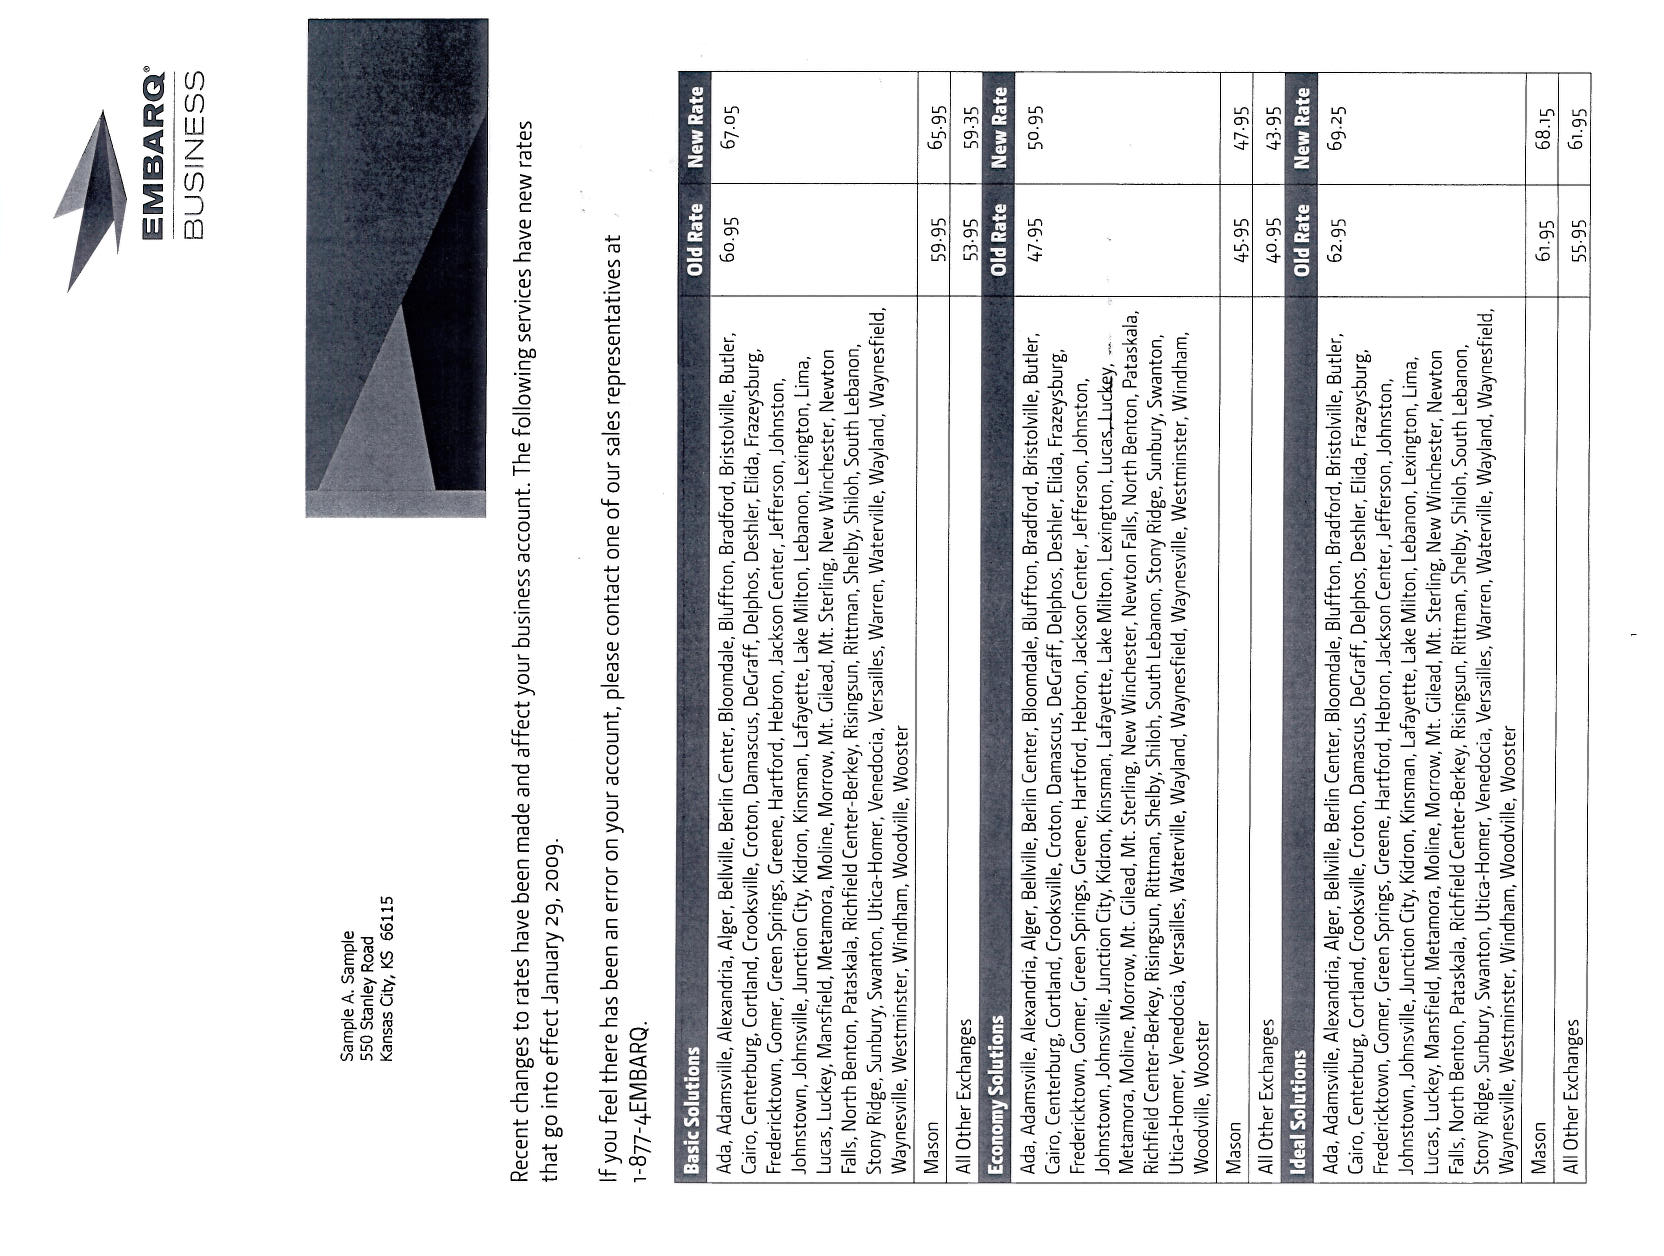 EMBARQ®
BUSINESS
Sample A. Sample
550 Stanley Road
Kansas City, KS 66115
Recent changes to rates have been made and affect your business account. The following services have new rates
that go into effect January 29, 2009.
If you feel there has been an error on your account, please contact one of our sales representatives at
1-877-4EMBARQ.
Basic Solutions Old Rate New Rate
Ada, Adamsville, Alexandria, Alger, Bellville, Berlin Center, Bloomdale, Bluffton, Bradford, Bristolville, Butler, 60.95 67.05
Cairo, Centerburg, Cortland, Crooksville, Croton, Damascus, DeGraff, Delphos, Deshler, Elida, Frazeysburg,
Fredericktown, Gomer, Green Springs, Greene, Hartford, Hebron, Jackson Center, Jefferson, Johnston,
Johnstown, Johnsville, Junction City, Kidron, Kinsman, Lafayette, Lake Milton, Lebanon, Lexington, Lima,
Lucas, Luckey, Mansfield, Metamora, Moline, Morrow, Mt. Gilead, Mt. Sterling, New Winchester, Newton
Falls, North Benton, Pataskala, Richfield Center-Berkey, Risingsun, Rittman, Shelby, Shiloh, South Lebanon,
Stony Ridge, Sunbury, Swanton, Utica-Homer, Venedocia, Versailles, Warren, Waterville, Wayland, Waynesfield,
Waynesville, Westminster, Windham, Woodville, Wooster
Mason 59.95 65.95
All Other Exchanges 53.95 59.35
Economy Solutions Old Rate New Rate
Ada, Adamsville, Alexandria, Alger, Bellville, Berlin Center, Bloomdale, Bluffton, Bradford, Bristolville, Butler, 47.95 50.95
Cairo, Centerburg, Cortland, Crooksville, Croton, Damascus, DeGraff, Delphos, Deshler, Elida, Frazeysburg,
Fredericktown, Gomer, Green Springs, Greene, Hartford, Hebron, Jackson Center, Jefferson, Johnston,
Johnstown, Johnsville, Junction City, Kidron, Kinsman, Lafayette, Lake Milton, Lexington, Lucas, Luckey,
Metamora, Moline, Morrow, Mt. Gilead, Mt. Sterling, New Winchester, Newton Falls, North Benton, Pataskala,
Richfield Center-Berkey, Risingsun, Rittman, Shelby, Shiloh, South Lebanon, Stony Ridge, Sunbury, Swanton,
Utica-Homer, Venedocia, Versailles, Waterville, Wayland, Waynesfield, Waynesville, Westminster, Windham,
Woodville, Wooster
Mason 45.95 47.95
All Other Exchanges 40.95 43.95
Ideal Solutions Old Rate New Rate
Ada, Adamsville, Alexandria, Alger, Bellville, Berlin Center, Bloomdale, Bluffton, Bradford, Bristolville, Butler, 62.95 69.25
Cairo, Centerburg, Cortland, Crooksville, Croton, Damascus, DeGraff, Delphos, Deshler, Elida, Frazeysburg,
Fredericktown, Gomer, Green Springs, Greene, Hartford, Hebron, Jackson Center, Jefferson, Johnston,
Johnstown, Johnsville, Junction City, Kidron, Kinsman, Lafayette, Lake Milton, Lebanon, Lexington, Lima,
Lucas, Luckey, Mansfield, Metamora, Moline, Morrow, Mt. Gilead, Mt. Sterling, New Winchester, Newton
Falls, North Benton, Pataskala, Richfield Center-Berkey, Risingsun, Rittman, Shelby, Shiloh, South Lebanon,
Stony Ridge, Sunbury, Swanton, Utica-Homer, Venedocia, Versailles, Warren, Waterville, Wayland, Waynesfield,
Waynesville, Westminster, Windham, Woodville, Wooster
Mason 61.95 68.15
All Other Exchanges 55.95 61.95